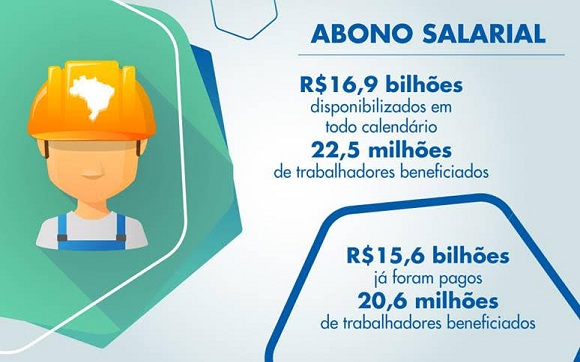 ABONO SALARIAL
R$16,9 bilhões
disponibilizados em
todo calendário
22,5 milhões
de trabalhadores beneficiados
R$15,6 bilhões
já foram pagos
20,6 milhões
de trabalhadores beneficiados